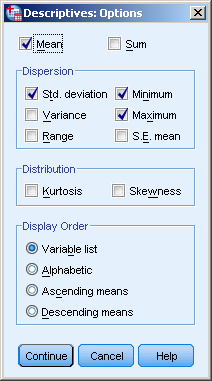 Descriptives: Options
Mean Sum
Dispersion
Std. deviation Minimum
Variance Maximum
Range S.E. mean
Distribution
Kurtosis Skewness
Display Order
Variable list
Alphabetic
Ascending means
Descending means
Continue Cancel Help